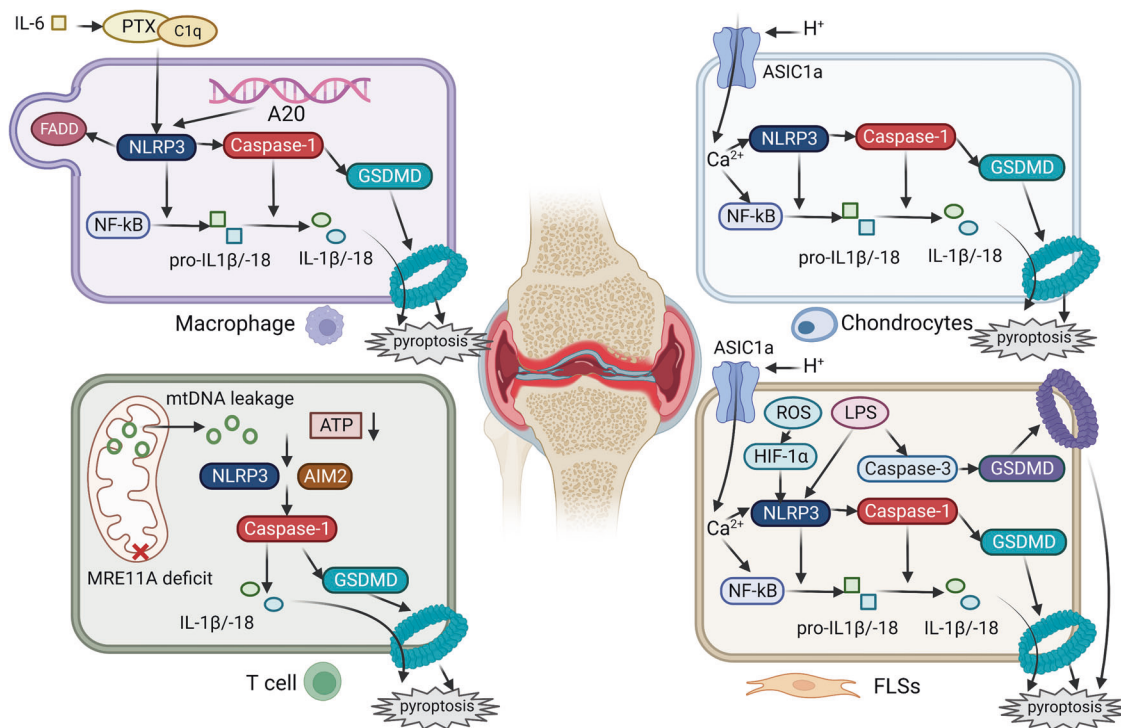 IL-6
PTX
C1q
A20
FADD
NLRP3
Caspase-1
GSDMD
NF-kB
pro-IL1β/-18
IL-1β/-18
Macrophage
pyroptosis
H⁺
ASIC1a
Ca²⁺
NLRP3
Caspase-1
GSDMD
NF-kB
pro-IL1β/-18
IL-1β/-18
Chondrocytes
pyroptosis
mtDNA leakage
ATP
NLRP3
AIM2
Caspase-1
MRE11A deficit
GSDMD
IL-1β/-18
T cell
pyroptosis
ASIC1a
H⁺
ROS
LPS
HIF-1α
Caspase-3
GSDMD
Ca²⁺
NLRP3
Caspase-1
GSDMD
NF-kB
pro-IL1β/-18
IL-1β/-18
FLSs
pyroptosis